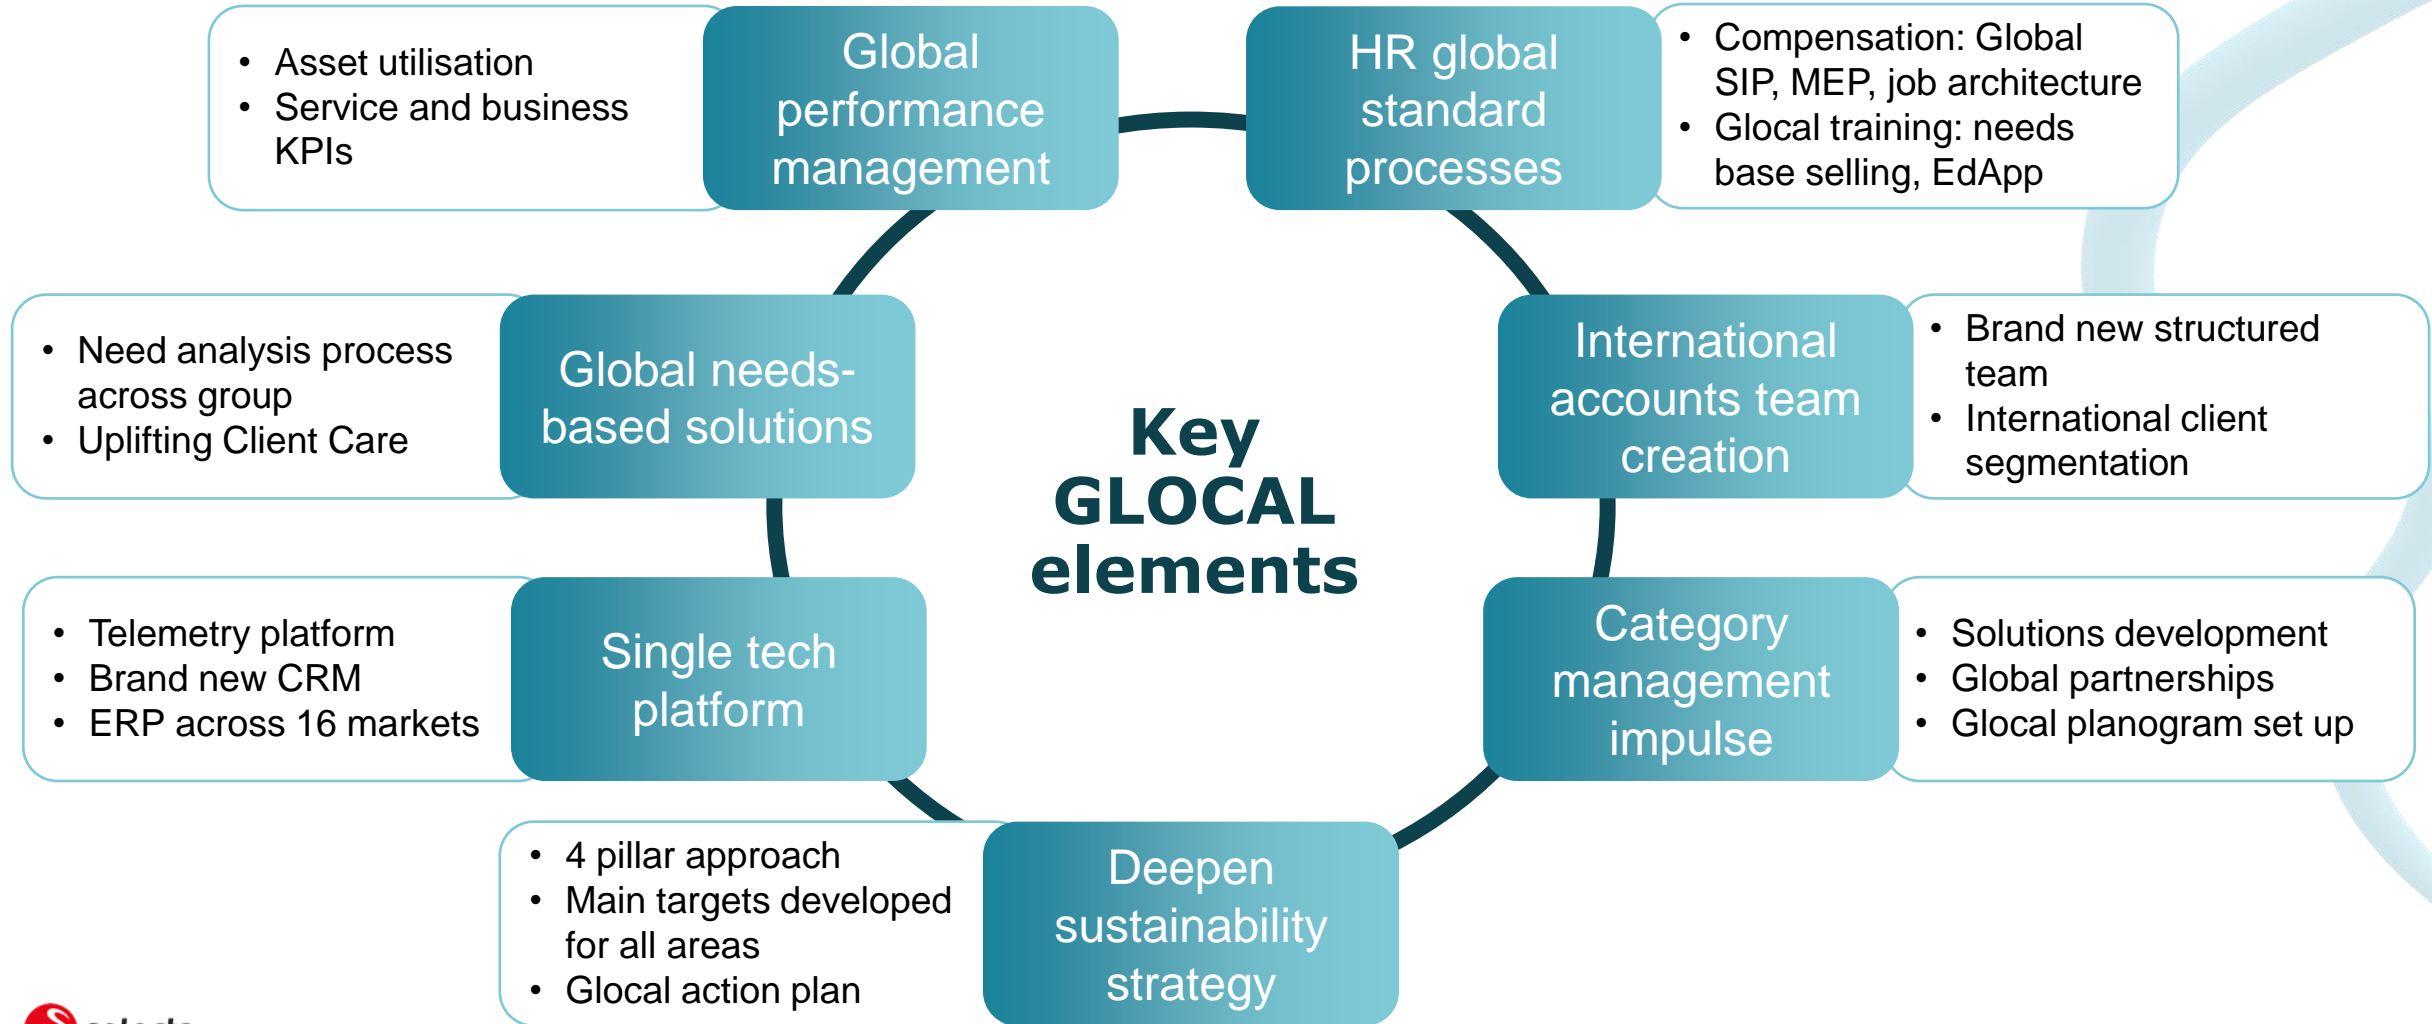 • Asset utilisation
• Service and business
KPIs
Global
performance
management
HR global
standard
processes
• Compensation: Global
SIP, MEP, job architecture
• Glocal training: needs
base selling, EdApp
• Need analysis process
across group
• Uplifting Client Care
Global needs-
based solutions
International
accounts team
creation
• Brand new structured
team
• International client
segmentation
Key
GLOCAL
elements
• Telemetry platform
• Brand new CRM
• ERP across 16 markets
Single tech
platform
Category
management
impulse
• Solutions development
• Global partnerships
• Glocal planogram set up
• 4 pillar approach
• Main targets developed
for all areas
• Glocal action plan
Deepen
sustainability
strategy